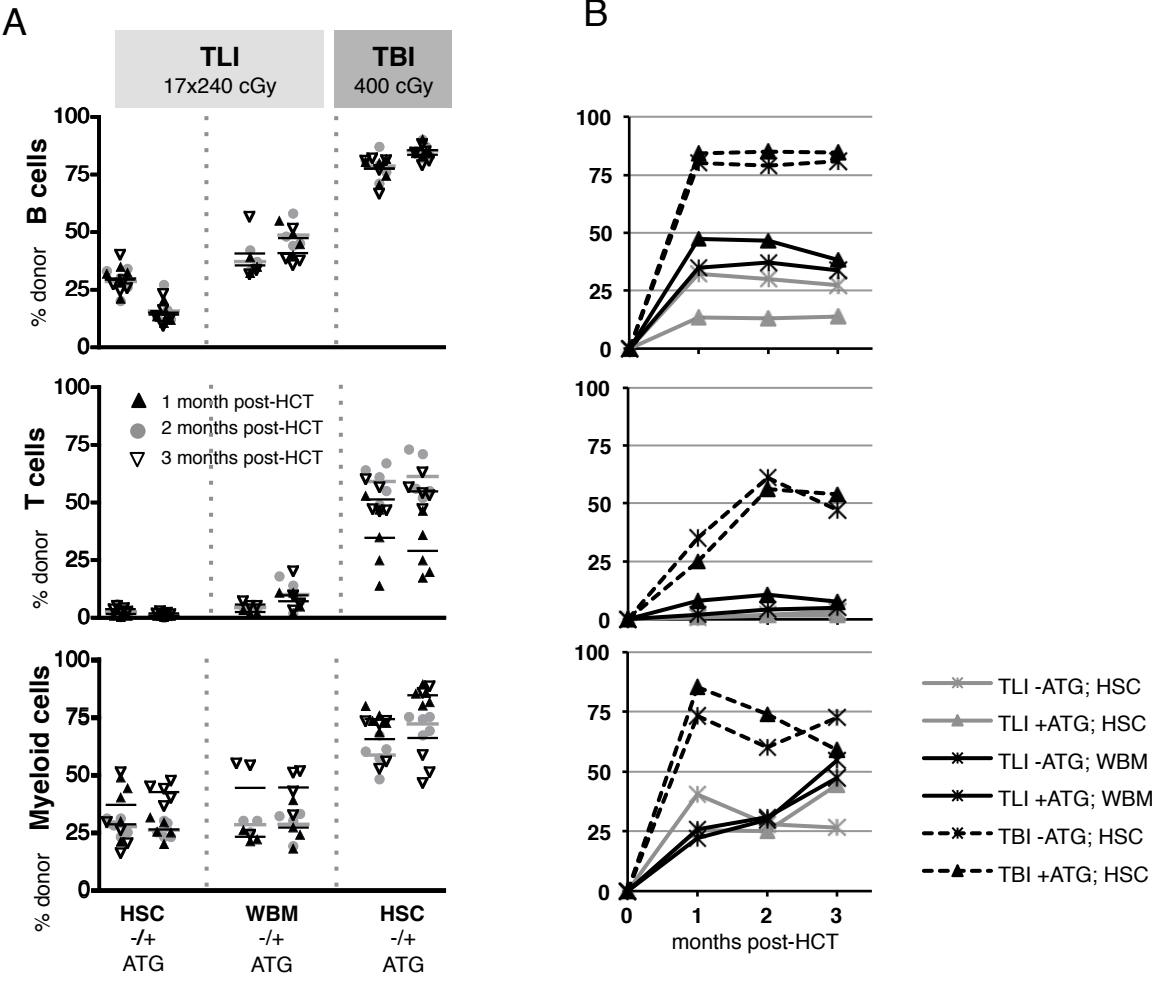 A
TLI
17x240 cGy
TBI
400 cGy
% donor B cells
100
75
50
25
0
% donor T cells
100
75
50
25
0
1 month post-HCT
2 months post-HCT
3 months post-HCT
% donor Myeloid cells
100
75
50
25
0
HSC
-/+
ATG
WBM
-/+
ATG
HSC
-/+
ATG
B
100
75
50
25
0
100
75
50
25
0
100
75
50
25
0
0 1 2 3
months post-HCT
TLI -ATG; HSC
TLI +ATG; HSC
TLI -ATG; WBM
TLI +ATG; WBM
TBI -ATG; HSC
TBI +ATG; HSC